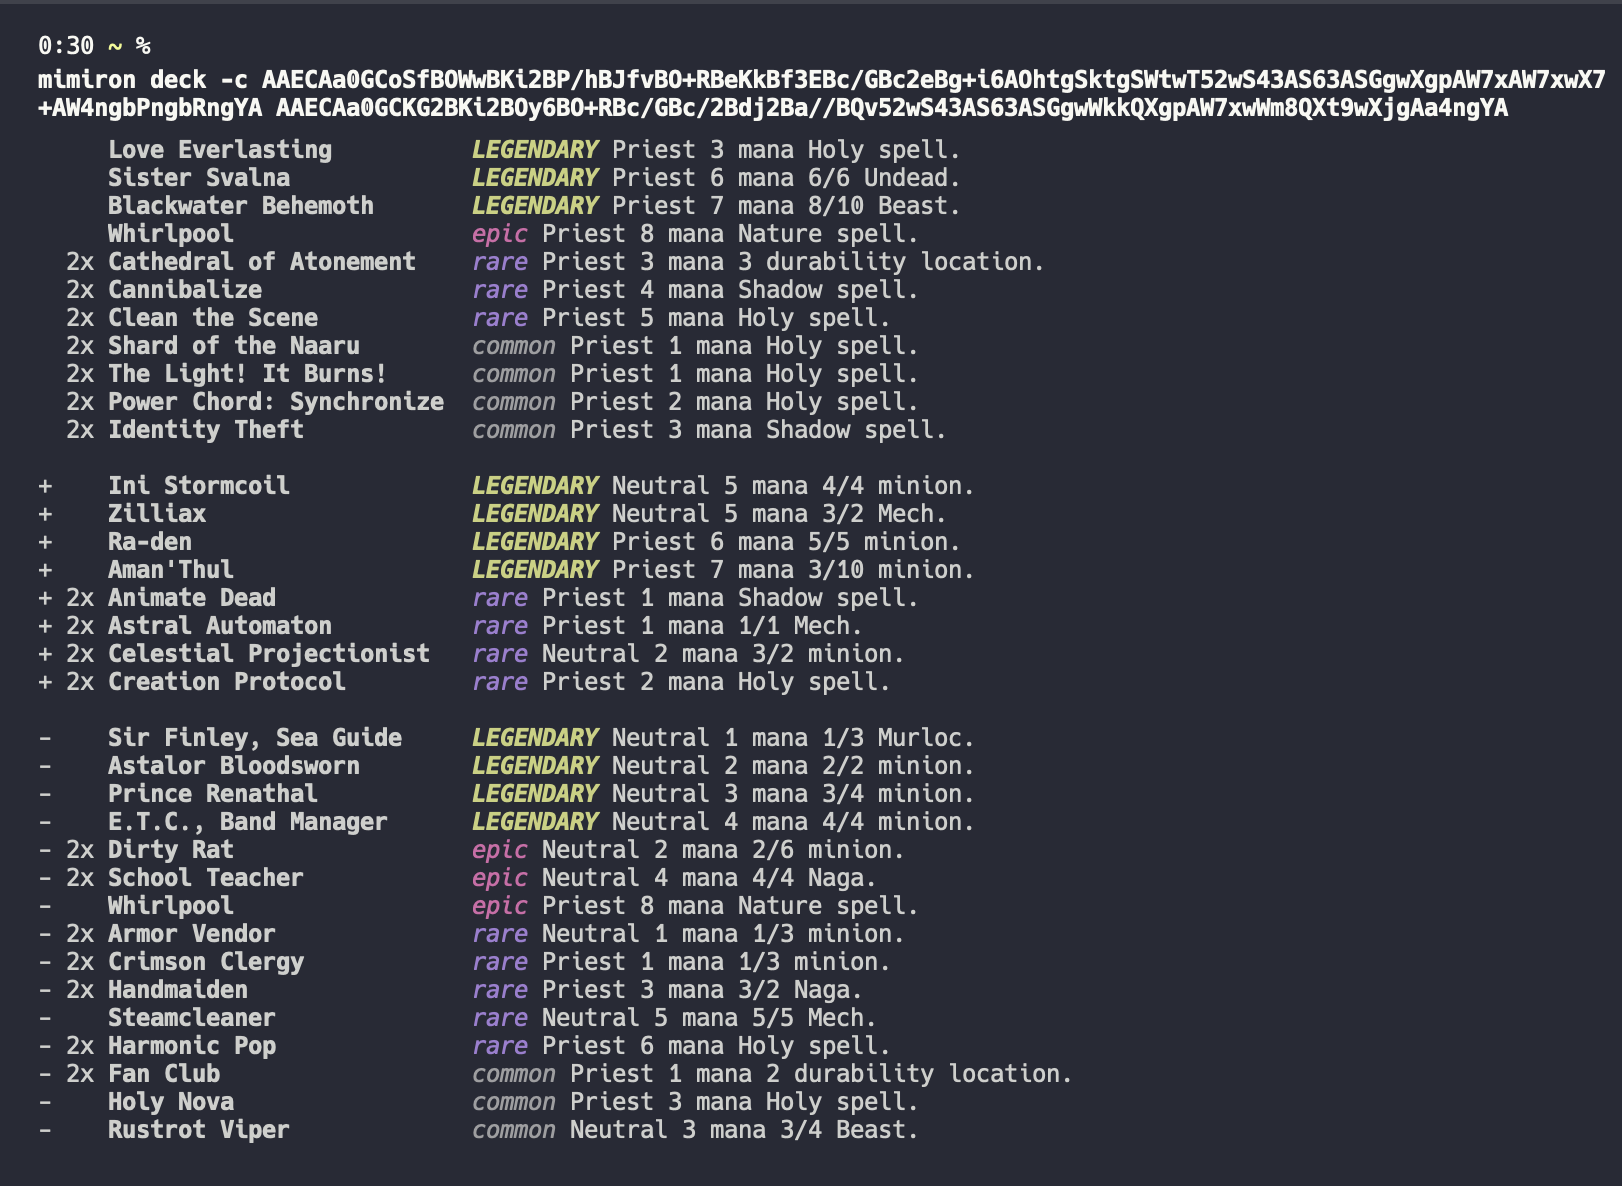 0:30 ~ %
mimiron deck -c AAECAa0GCoSfBOWwBKi2BP/hBJfvBO+RBeKkBBf3EBc/GBc2eBg+i6AOhtgSktgSWtwT52wS43AS63ASGgwXgpAW7xAW7xwX7
+AW4ngbPngbRngYA AAECAa0GCKG2BKi2BOy6BO+RBc/GBc/2Bdj2Ba//BQv52wS43AS63ASGgwWkkQXgpAW7xwWm8QXt9wXjgAa4ngYA
Love Everlasting LEGENDARY Priest 3 mana Holy spell.
Sister Svalna LEGENDARY Priest 6 mana 6/6 Undead.
Blackwater Behemoth LEGENDARY Priest 7 mana 8/10 Beast.
Whirlpool epic Priest 8 mana Nature spell.
2x Cathedral of Atonement rare Priest 3 mana 3 durability location.
2x Cannibalize rare Priest 4 mana Shadow spell.
2x Clean the Scene rare Priest 5 mana Holy spell.
2x Shard of the Naaru common Priest 1 mana Holy spell.
2x The Light! It Burns! common Priest 1 mana Holy spell.
2x Power Chord: Synchronize common Priest 2 mana Holy spell.
2x Identity Theft common Priest 3 mana Shadow spell.
+ Ini Stormcoil LEGENDARY Neutral 5 mana 4/4 minion.
+ Zilliax LEGENDARY Neutral 5 mana 3/2 Mech.
+ Ra-den LEGENDARY Priest 6 mana 5/5 minion.
+ Aman'Thul LEGENDARY Priest 7 mana 3/10 minion.
+ 2x Animate Dead rare Priest 1 mana Shadow spell.
+ 2x Astral Automaton rare Priest 1 mana 1/1 Mech.
+ 2x Celestial Projectionist rare Neutral 2 mana 3/2 minion.
+ 2x Creation Protocol rare Priest 2 mana Holy spell.
- Sir Finley, Sea Guide LEGENDARY Neutral 1 mana 1/3 Murloc.
- Astalor Bloodsworn LEGENDARY Neutral 2 mana 2/2 minion.
- Prince Renathal LEGENDARY Neutral 3 mana 3/4 minion.
- E.T.C., Band Manager LEGENDARY Neutral 4 mana 4/4 minion.
- 2x Dirty Rat epic Neutral 2 mana 2/6 minion.
- 2x School Teacher epic Neutral 4 mana 4/4 Naga.
- Whirlpool epic Priest 8 mana Nature spell.
- 2x Armor Vendor rare Neutral 1 mana 1/3 minion.
- 2x Crimson Clergy rare Priest 1 mana 1/3 minion.
- 2x Handmaiden rare Priest 3 mana 3/2 Naga.
- Steamcleaner rare Neutral 5 mana 5/5 Mech.
- 2x Harmonic Pop rare Priest 6 mana Holy spell.
- 2x Fan Club common Priest 1 mana 2 durability location.
- Holy Nova common Priest 3 mana Holy spell.
- Rustrot Viper common Neutral 3 mana 3/4 Beast.